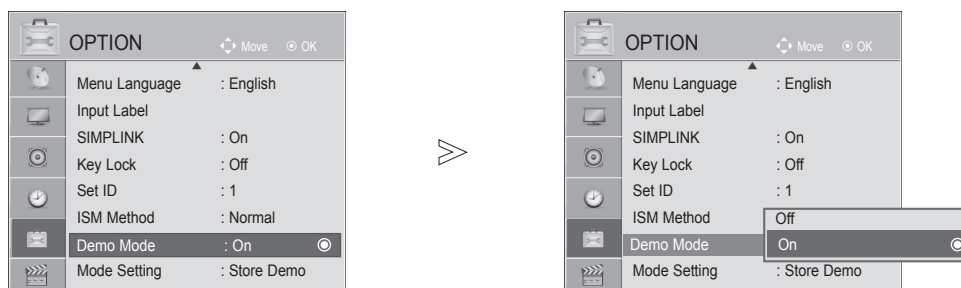 OPTION Move OK
Menu Language : English
Input Label
SIMPLINK : On
Key Lock : Off
Set ID : 1
ISM Method : Normal
Demo Mode : On
Mode Setting : Store Demo
OPTION Move OK
Menu Language : English
Input Label
SIMPLINK : On
Key Lock : Off
Set ID : 1
ISM Method Off
Demo Mode On
Mode Setting : Store Demo